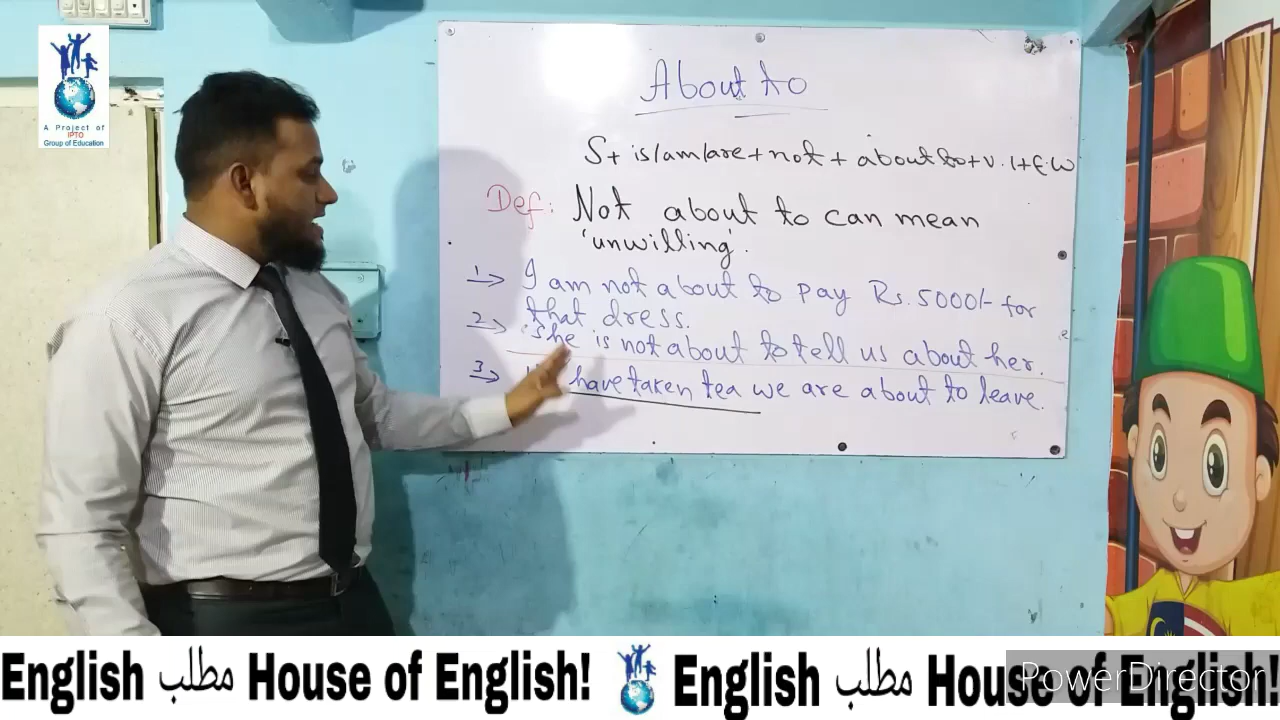 A Project of
IPTO
Group of Education
About to
S+ is/am/are + not + about to + v.1+E.W
Def: Not about to can mean
'unwilling'.
1→ I am not about to pay Rs. 5000/- for
that dress.
2→ She is not about to tell us about her.
3→ have taken tea we are about to leave.
English مطلب House of English!
English مطلب House of English!
PowerDirector